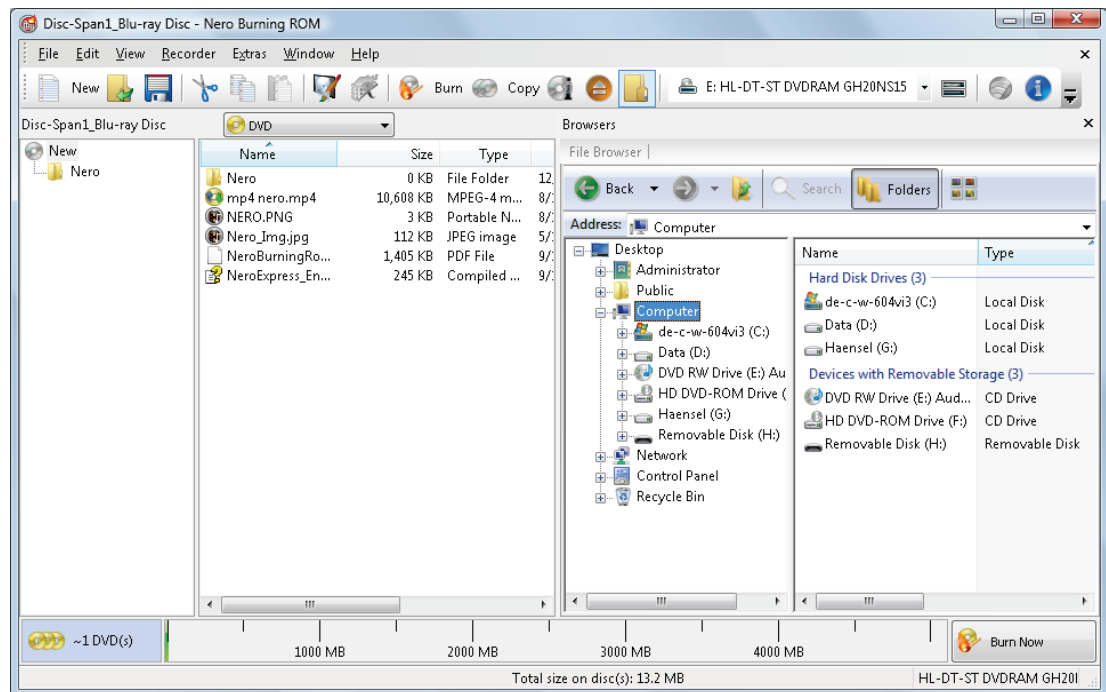 Disc-Span1_Blu-ray Disc - Nero Burning ROM
File Edit View Recorder Extras Window Help
New Burn Copy E: HL-DT-ST DVDRAM GH20NS15
Disc-Span1_Blu-ray Disc DVD
New
Nero
Name Size Type
Nero 0 KB File Folder 12
mp4 nero.mp4 10,608 KB MPEG-4 m... 8/
NERO.PNG 3 KB Portable N... 8/
Nero_Img.jpg 112 KB JPEG image 5/
NeroBurningRo... 1,405 KB PDF File 9/
NeroExpress_En... 245 KB Compiled ... 9/
Browsers
File Browser
Back Search Folders
Address: Computer
Desktop
Administrator
Public
Computer
de-c-w-604vi3 (C:)
Data (D:)
DVD RW Drive (E:) Au
HD DVD-ROM Drive (
Haensel (G:)
Removable Disk (H:)
Network
Control Panel
Recycle Bin
Name Type
Hard Disk Drives (3)
de-c-w-604vi3 (C:) Local Disk
Data (D:) Local Disk
Haensel (G:) Local Disk
Devices with Removable Storage (3)
DVD RW Drive (E:) Aud... CD Drive
HD DVD-ROM Drive (F:) CD Drive
Removable Disk (H:) Removable Disk
~1 DVD(s) 1000 MB 2000 MB 3000 MB 4000 MB Burn Now
Total size on disc(s): 13.2 MB HL-DT-ST DVDRAM GH20